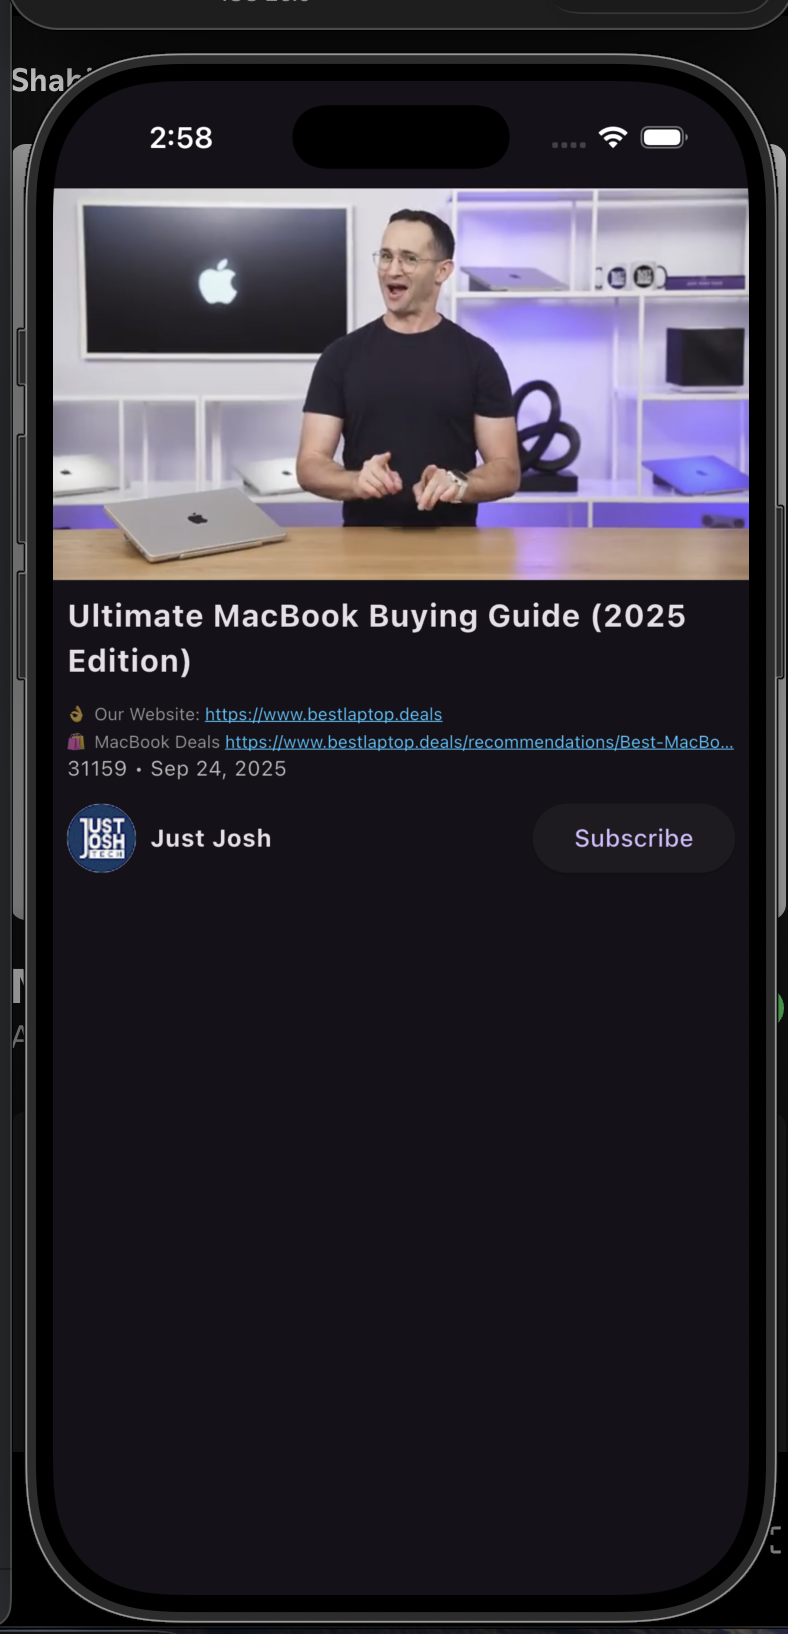 2:58
Ultimate MacBook Buying Guide (2025
Edition)
👌🏾 Our Website: https://www.bestlaptop.deals
🛍️ MacBook Deals https://www.bestlaptop.deals/recommendations/Best-MacBo...
31159 • Sep 24, 2025
JUST
JOSH
TECH
Just Josh
Subscribe